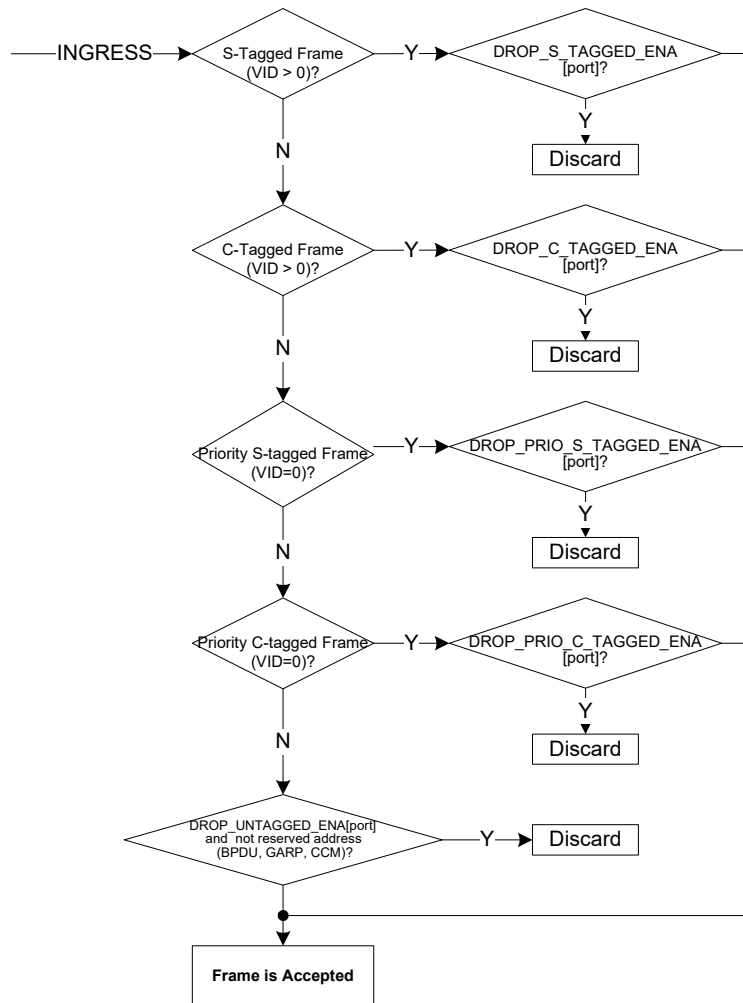 INGRESS
S-Tagged Frame
(VID > 0)?
Y
DROP_S_TAGGED_ENA
[port]?
Y
Discard
N
C-Tagged Frame
(VID > 0)?
Y
DROP_C_TAGGED_ENA
[port]?
Y
Discard
N
Priority S-tagged Frame
(VID=0)?
Y
DROP_PRIO_S_TAGGED_ENA
[port]?
Y
Discard
N
Priority C-tagged Frame
(VID=0)?
Y
DROP_PRIO_C_TAGGED_ENA
[port]?
Y
Discard
N
DROP_UNTAGGED_ENA[port]
and not reserved address
(BPDU, GARP, CCM)?
Y
Discard
Frame is Accepted